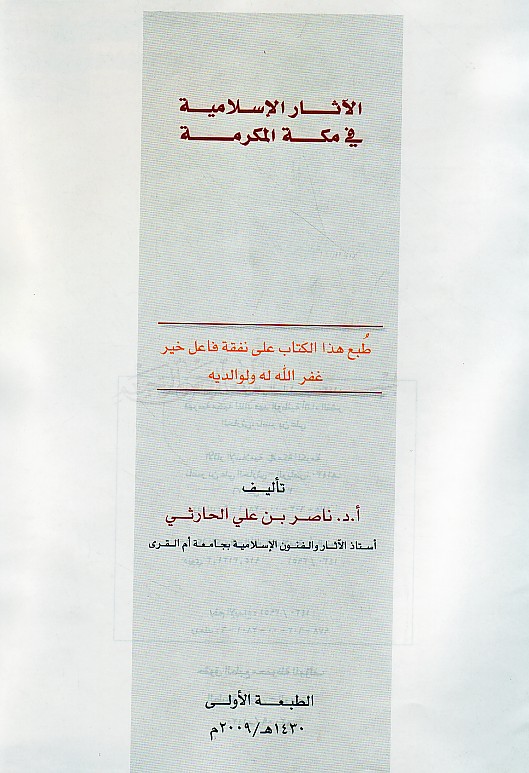 الآثار الإسلامية
في مكة المكرمة
طُبع هذا الكتاب على نفقة فاعل خير
غفر الله له ولوالديه
تأليف
أ.د. ناصر بن علي الحارثي
أستاذ الآثار والفنون الإسلامية بجامعة أم القرى
الطبعة الأولى
١٤٣٠هـ/٢٠٠٩م